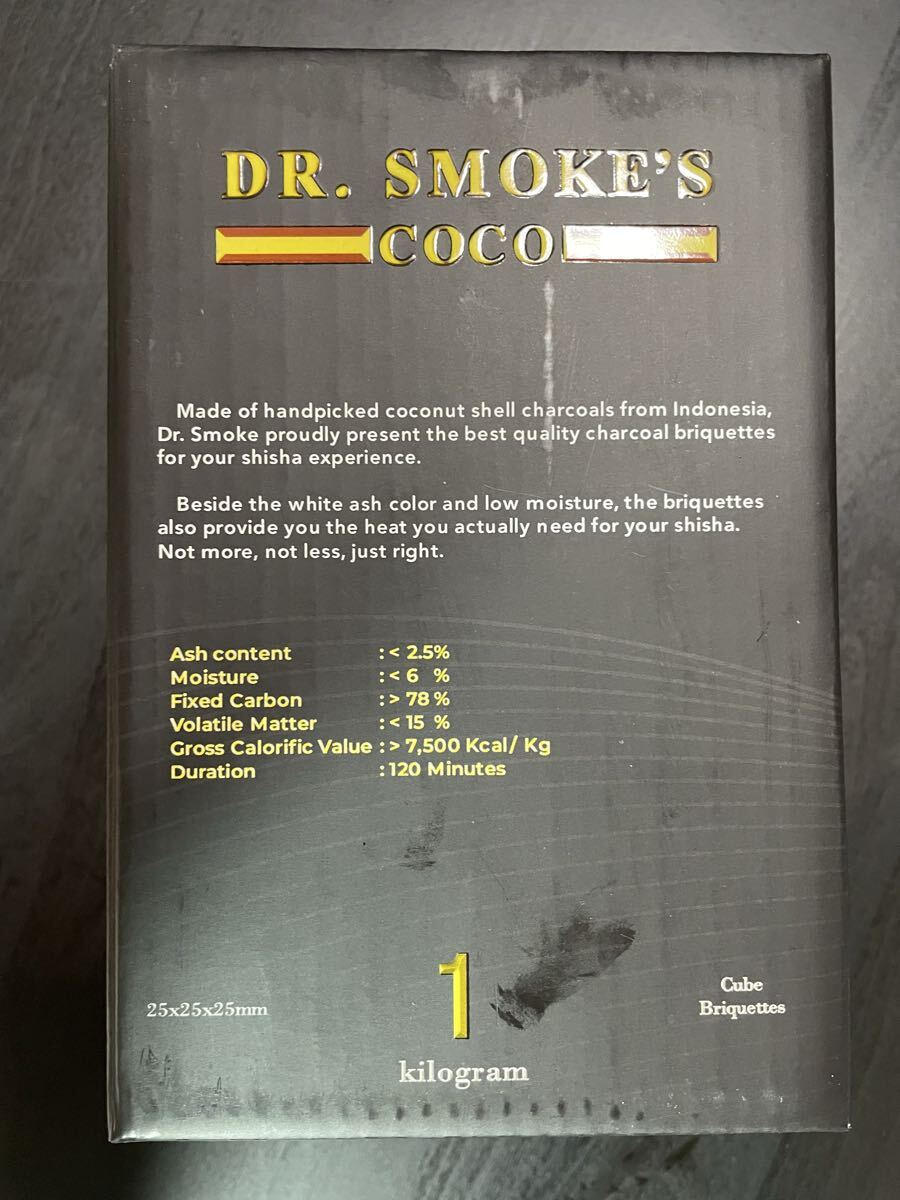 DR. SMOKE'S
COCO
Made of handpicked coconut shell charcoals from Indonesia,
Dr. Smoke proudly present the best quality charcoal briquettes
for your shisha experience.
Beside the white ash color and low moisture, the briquettes
also provide you the heat you actually need for your shisha.
Not more, not less, just right.
Ash content : < 2.5%
Moisture : < 6 %
Fixed Carbon : > 78 %
Volatile Matter : < 15 %
Gross Calorific Value : > 7,500 Kcal/ Kg
Duration : 120 Minutes
25x25x25mm
1
kilogram
Cube
Briquettes